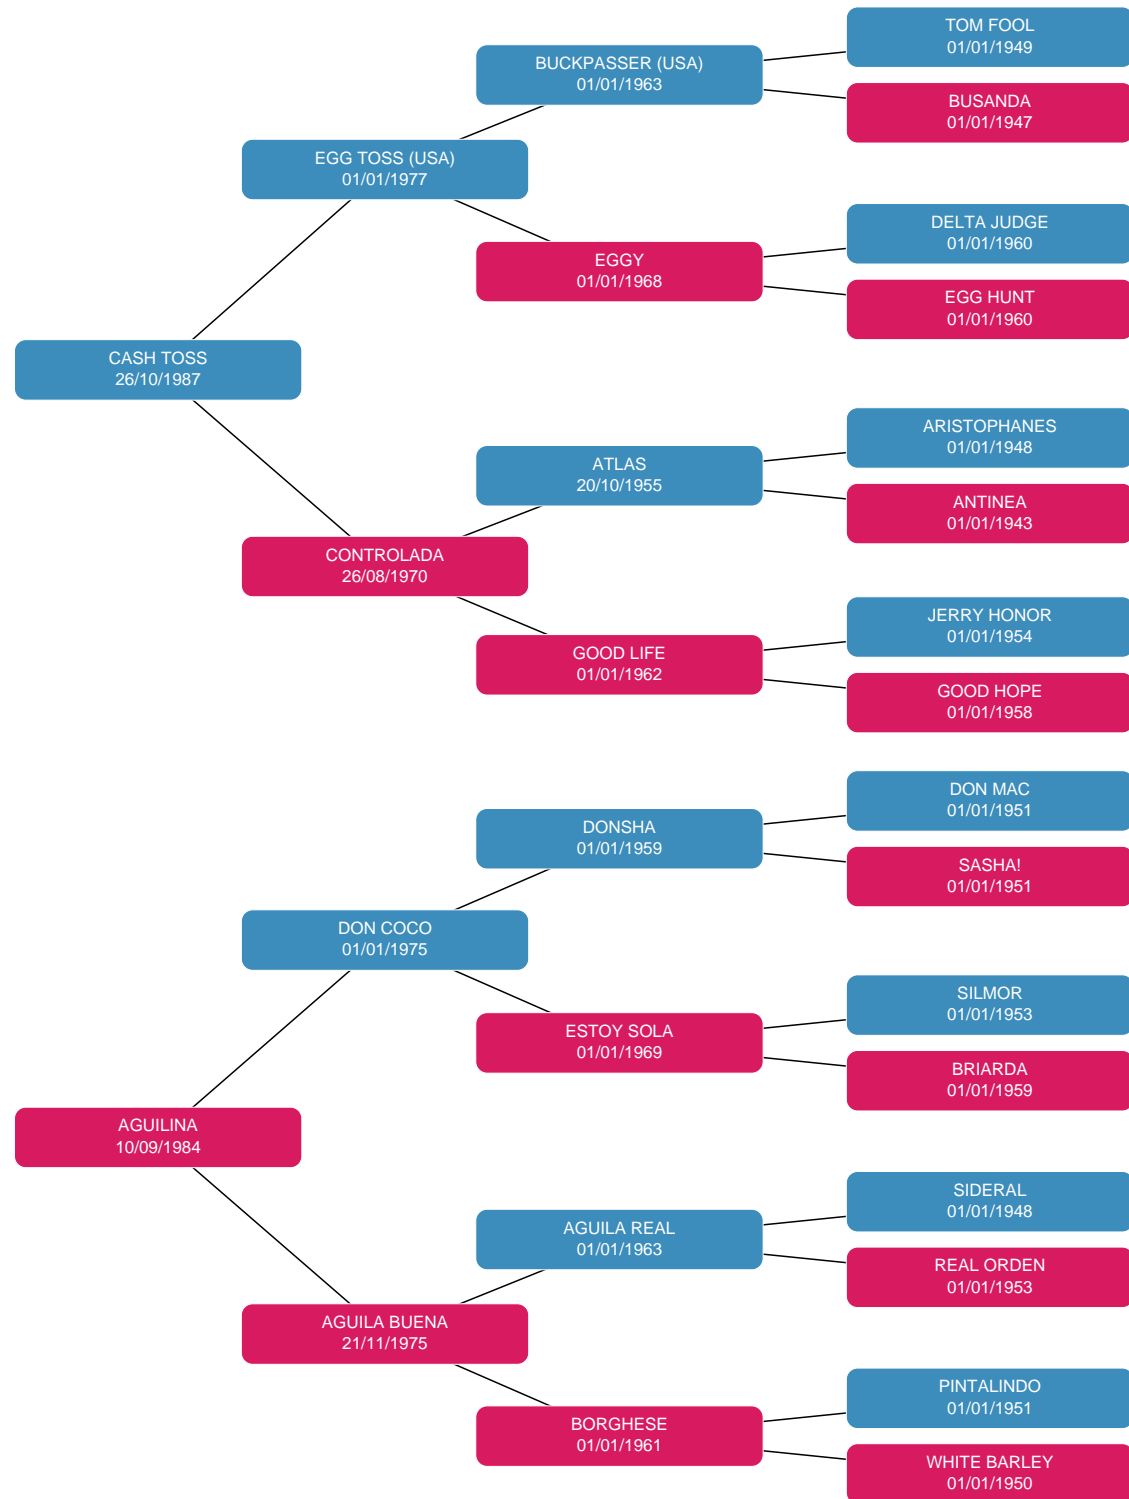 TOM FOOL
01/01/1949
BUCKPASSER (USA)
01/01/1963
BUSANDA
01/01/1947
EGG TOSS (USA)
01/01/1977
DELTA JUDGE
01/01/1960
EGGY
01/01/1968
EGG HUNT
01/01/1960
CASH TOSS
26/10/1987
ARISTOPHANES
01/01/1948
ATLAS
20/10/1955
ANTINEA
01/01/1943
CONTROLADA
26/08/1970
JERRY HONOR
01/01/1954
GOOD LIFE
01/01/1962
GOOD HOPE
01/01/1958
DON MAC
01/01/1951
DONSHA
01/01/1959
SASHA!
01/01/1951
DON COCO
01/01/1975
SILMOR
01/01/1953
ESTOY SOLA
01/01/1969
BRIARDA
01/01/1959
AGUILINA
10/09/1984
SIDERAL
01/01/1948
AGUILA REAL
01/01/1963
REAL ORDEN
01/01/1953
AGUILA BUENA
21/11/1975
PINTALINDO
01/01/1951
BORGHESE
01/01/1961
WHITE BARLEY
01/01/1950